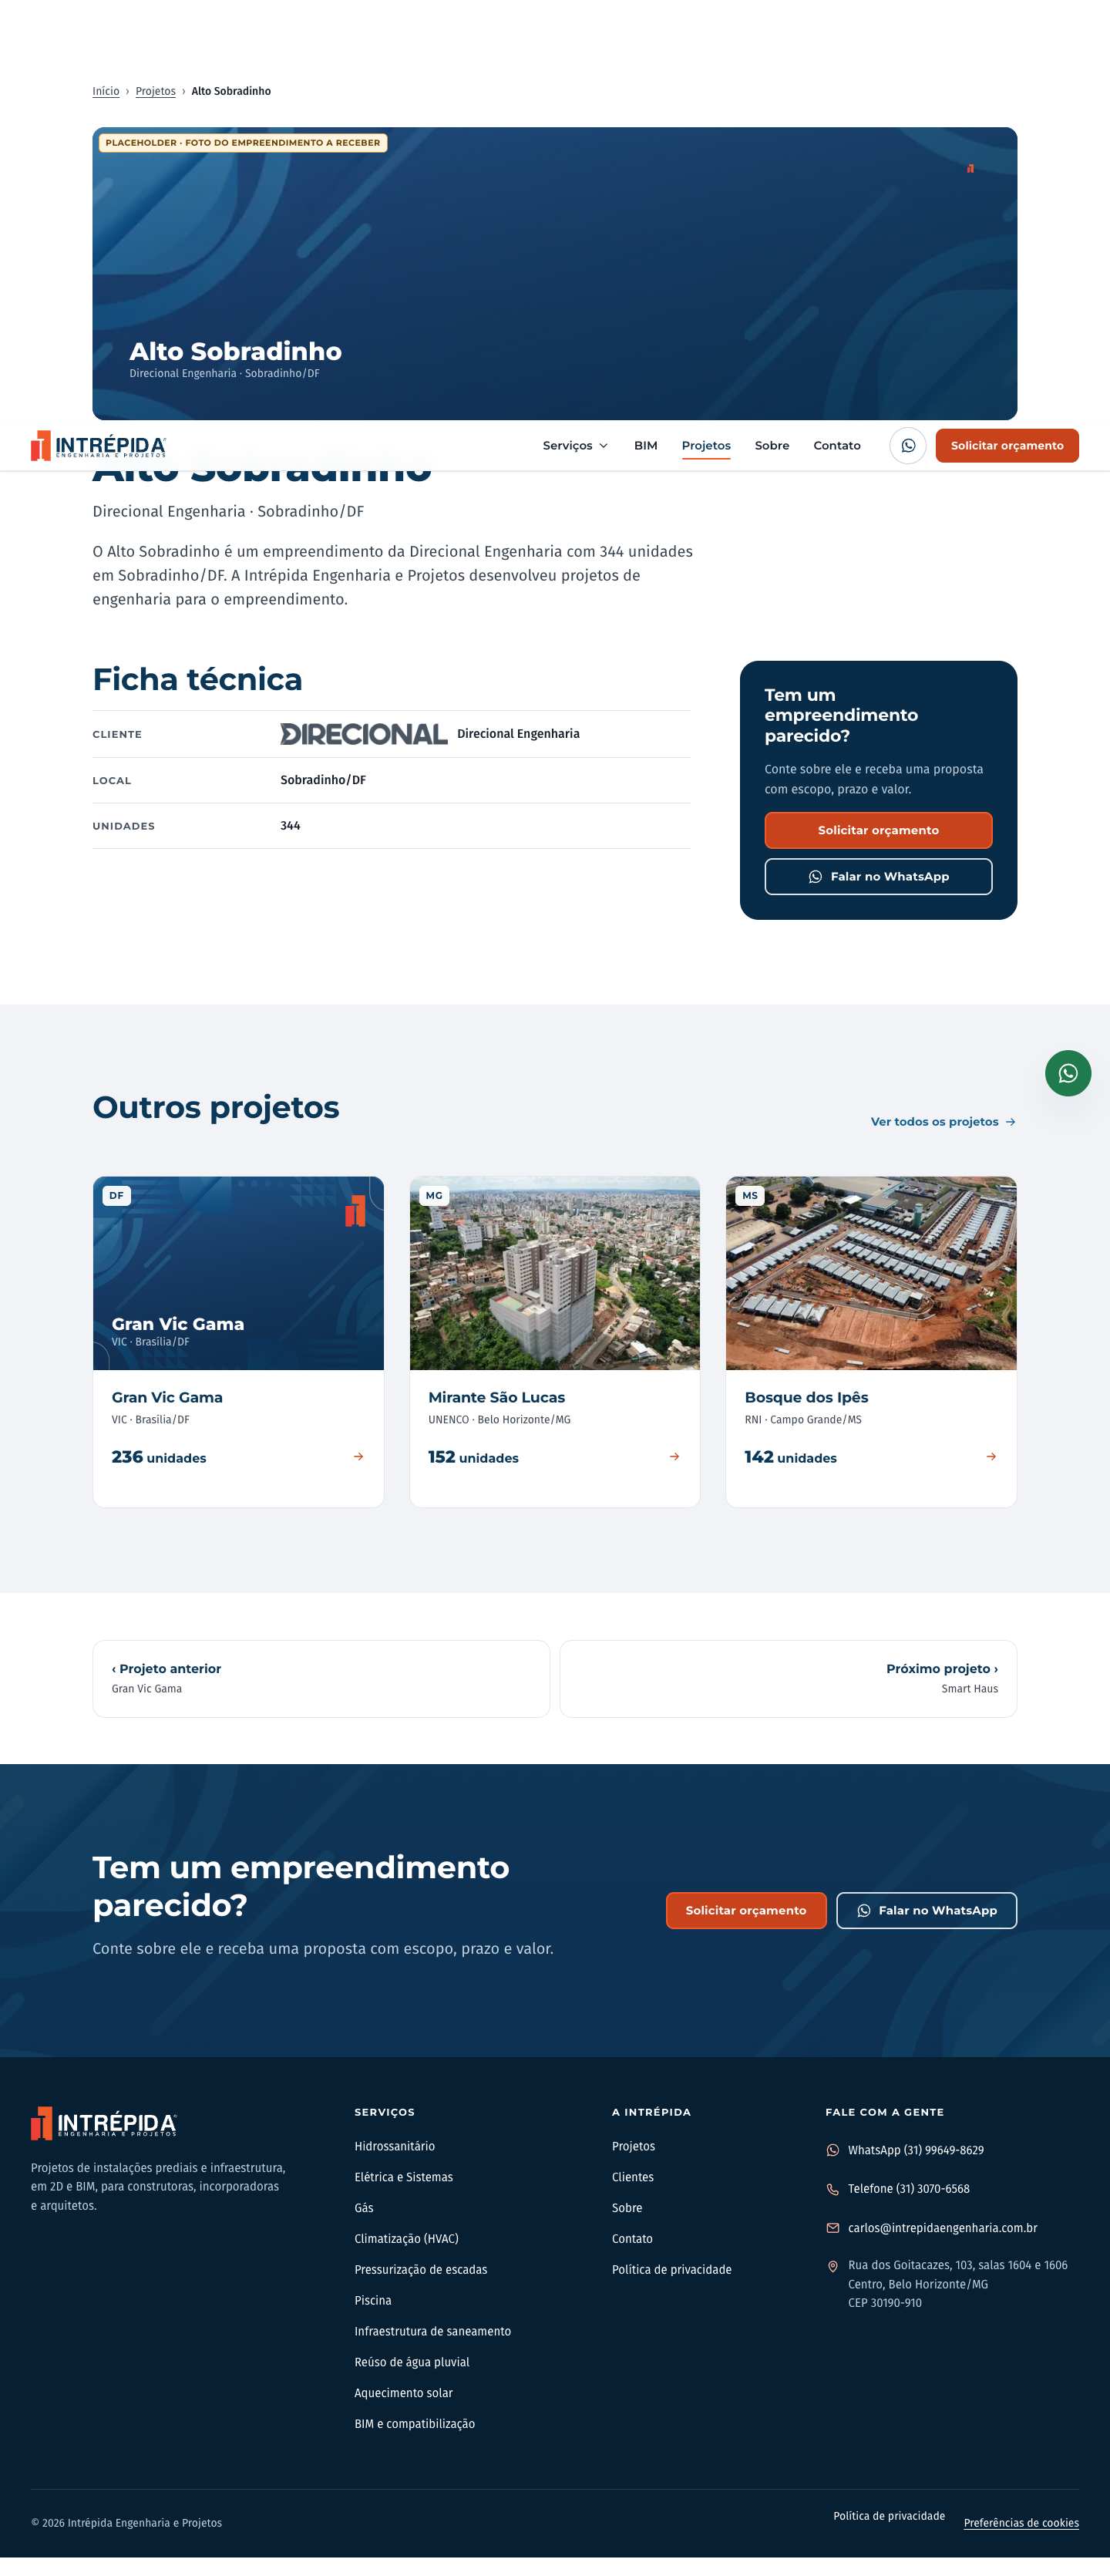 Início › Projetos › Alto Sobradinho
PLACEHOLDER · FOTO DO EMPREENDIMENTO A RECEBER
Alto Sobradinho
Direcional Engenharia · Sobradinho/DF
INTRÉPIDA
ENGENHARIA E PROJETOS
Serviços
BIM
Projetos
Sobre
Contato
Solicitar orçamento
Alto Sobradinho
Direcional Engenharia · Sobradinho/DF
O Alto Sobradinho é um empreendimento da Direcional Engenharia com 344 unidades
em Sobradinho/DF. A Intrépida Engenharia e Projetos desenvolveu projetos de
engenharia para o empreendimento.
Ficha técnica
CLIENTE
DIRECIONAL
Direcional Engenharia
LOCAL
Sobradinho/DF
UNIDADES
344
Tem um
empreendimento
parecido?
Conte sobre ele e receba uma proposta
com escopo, prazo e valor.
Solicitar orçamento
Falar no WhatsApp
Outros projetos
Ver todos os projetos →
DF
Gran Vic Gama
VIC · Brasília/DF
Gran Vic Gama
VIC · Brasília/DF
236 unidades →
MG
Mirante São Lucas
UNENCO · Belo Horizonte/MG
152 unidades →
MS
Bosque dos Ipês
RNI · Campo Grande/MS
142 unidades →
‹ Projeto anterior
Gran Vic Gama
Próximo projeto ›
Smart Haus
Tem um empreendimento
parecido?
Conte sobre ele e receba uma proposta com escopo, prazo e valor.
Solicitar orçamento
Falar no WhatsApp
INTRÉPIDA
ENGENHARIA E PROJETOS
Projetos de instalações prediais e infraestrutura,
em 2D e BIM, para construtoras, incorporadoras
e arquitetos.
SERVIÇOS
Hidrossanitário
Elétrica e Sistemas
Gás
Climatização (HVAC)
Pressurização de escadas
Piscina
Infraestrutura de saneamento
Reúso de água pluvial
Aquecimento solar
BIM e compatibilização
A INTRÉPIDA
Projetos
Clientes
Sobre
Contato
Política de privacidade
FALE COM A GENTE
WhatsApp (31) 99649-8629
Telefone (31) 3070-6568
carlos@intrepidaengenharia.com.br
Rua dos Goitacazes, 103, salas 1604 e 1606
Centro, Belo Horizonte/MG
CEP 30190-910
© 2026 Intrépida Engenharia e Projetos
Política de privacidade
Preferências de cookies